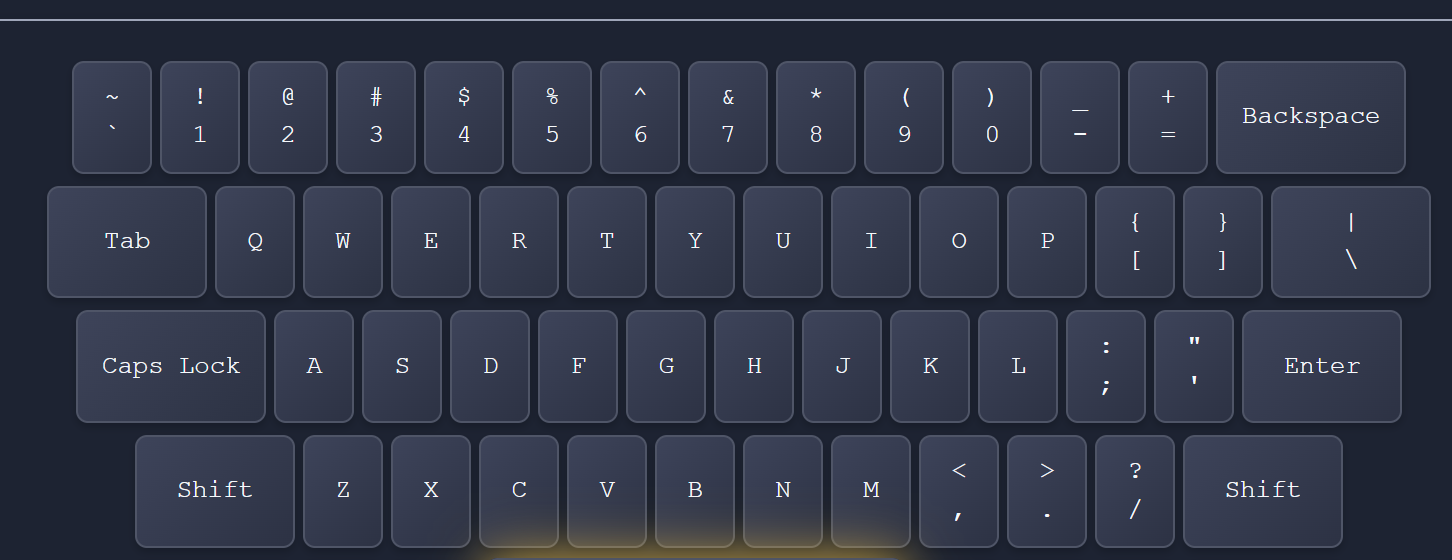 ~ ! @ # $ % ^ & * ( ) _ +
` 1 2 3 4 5 6 7 8 9 0 - = Backspace
{ } |
Tab Q W E R T Y U I O P [ ] \
: "
Caps Lock A S D F G H J K L ; ' Enter
< > ?
Shift Z X C V B N M , . / Shift